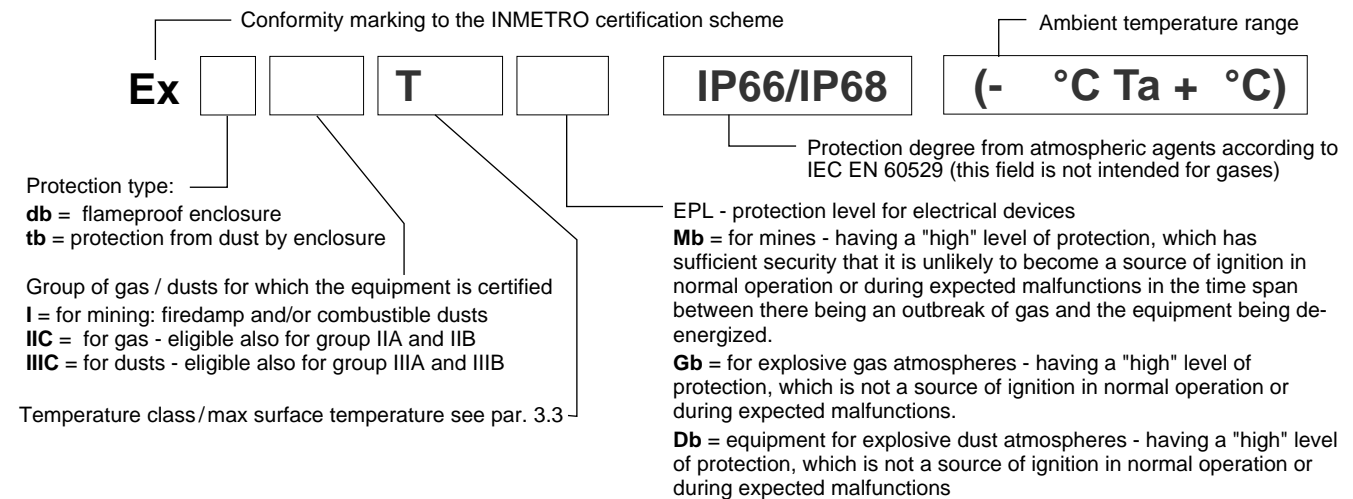 Conformity marking to the INMETRO certification scheme
Ambient temperature range
Ex T IP66/IP68 (- °C Ta + °C)
Protection degree from atmospheric agents according to
IEC EN 60529 (this field is not intended for gases)
Protection type:
db = flameproof enclosure
tb = protection from dust by enclosure
Group of gas / dusts for which the equipment is certified
I = for mining: firedamp and/or combustible dusts
IIC = for gas - eligible also for group IIA and IIB
IIIC = for dusts - eligible also for group IIIA and IIIB
Temperature class/max surface temperature see par. 3.3
EPL - protection level for electrical devices
Mb = for mines - having a "high" level of protection, which has
sufficient security that it is unlikely to become a source of ignition in
normal operation or during expected malfunctions in the time span
between there being an outbreak of gas and the equipment being de-
energized.
Gb = for explosive gas atmospheres - having a "high" level of
protection, which is not a source of ignition in normal operation or
during expected malfunctions.
Db = equipment for explosive dust atmospheres - having a "high" level
of protection, which is not a source of ignition in normal operation or
during expected malfunctions